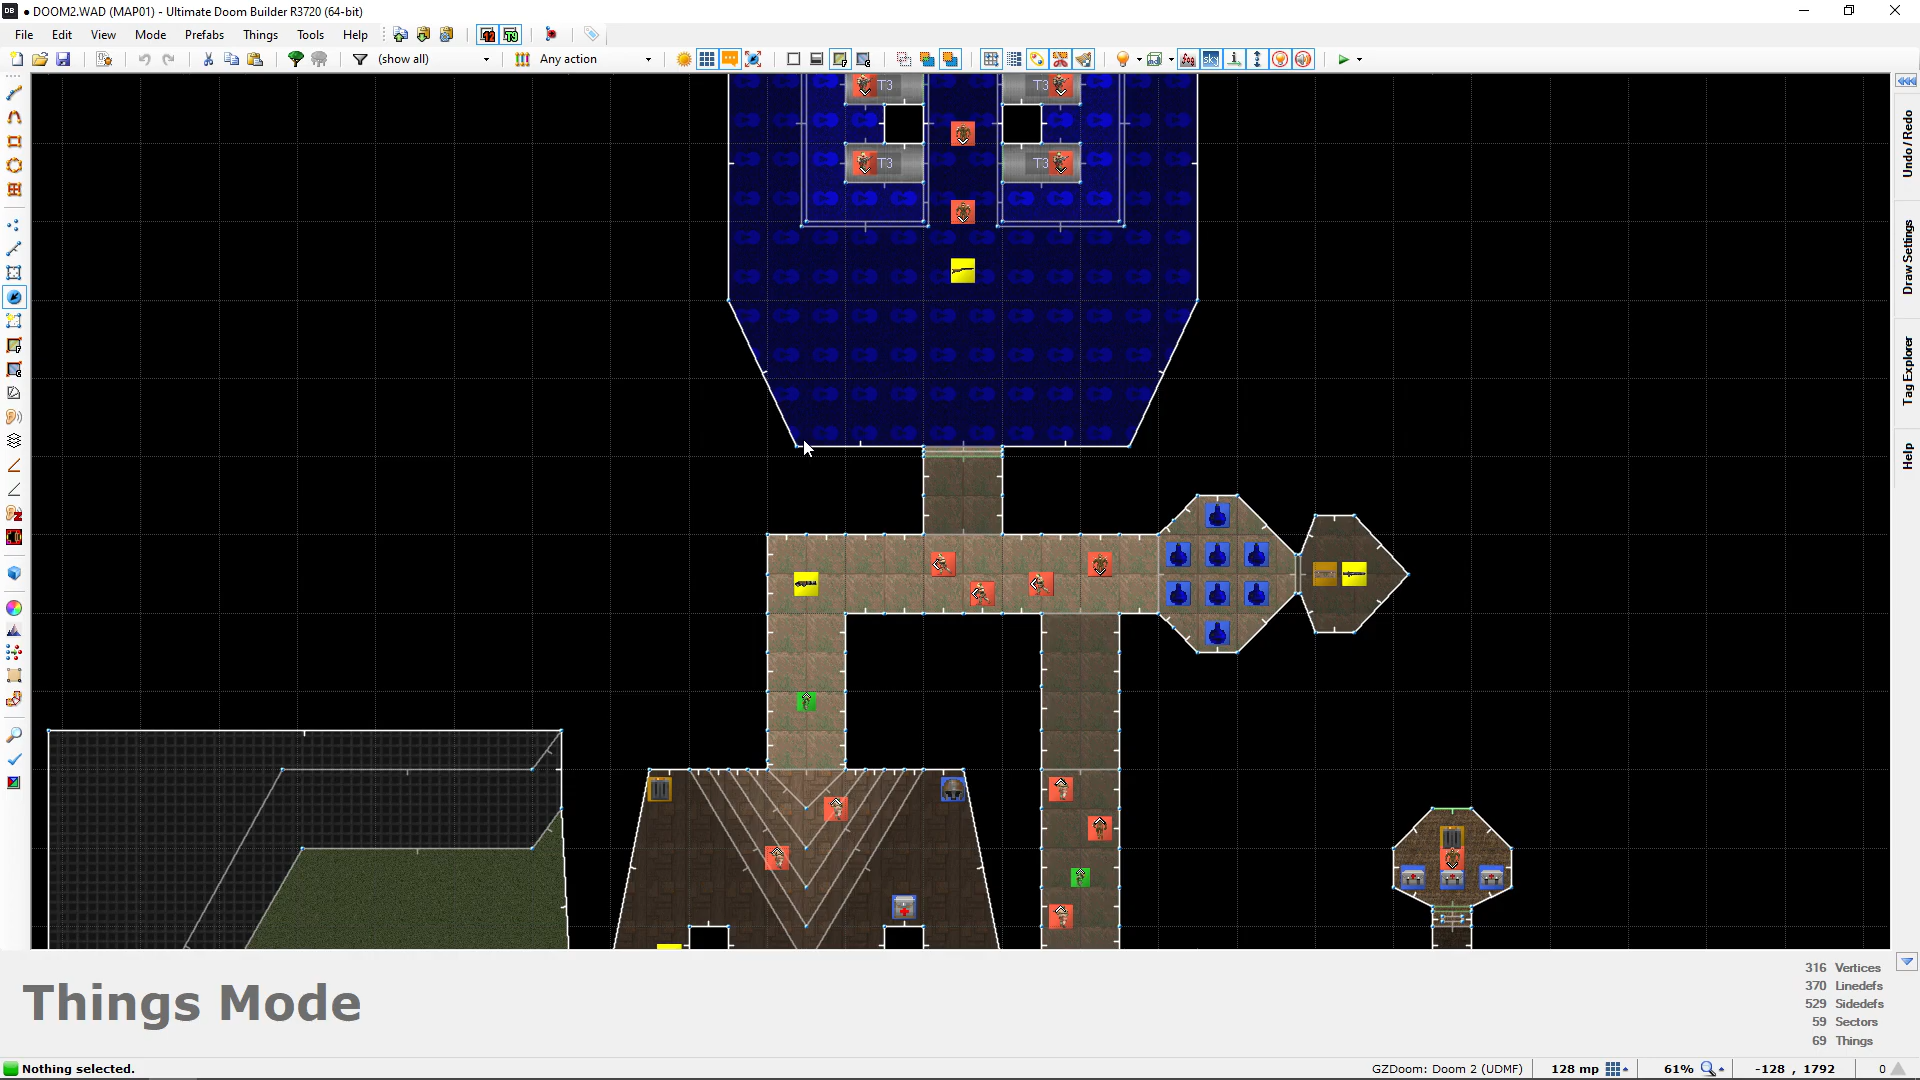 DB
• DOOM2.WAD (MAP01) - Ultimate Doom Builder R3720 (64-bit)
File Edit View Mode Prefabs Things Tools Help
(show all) Any action
sky
T3 T3
T3 T3
Undo / Redo
Draw Settings
Tag Explorer
Help
Things Mode
316 Vertices
370 Linedefs
529 Sidedefs
59 Sectors
69 Things
Nothing selected.
GZDoom: Doom 2 (UDMF) 128 mp 61% -128 , 1792 0